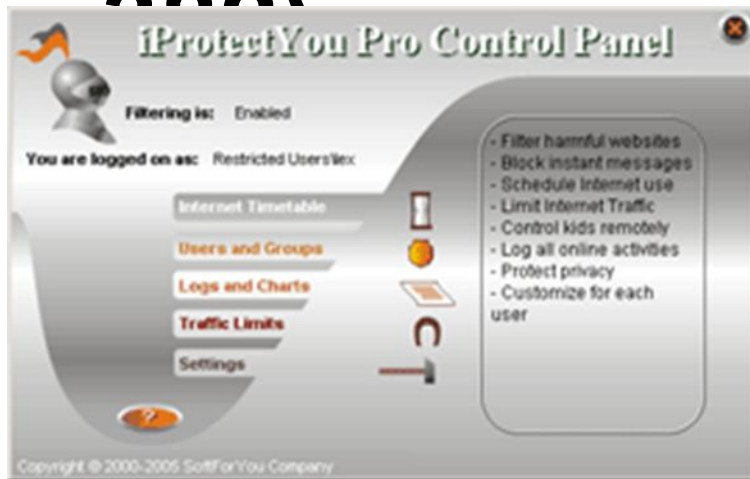 iProtectYou Pro Control Panel
Filtering is: Enabled
You are logged on as: Restricted Users\lex
Internet Timetable
Users and Groups
Logs and Charts
Traffic Limits
Settings
?
- Filter harmful websites
- Block instant messages
- Schedule Internet use
- Limit Internet Traffic
- Control kids remotely
- Log all online activities
- Protect privacy
- Customize for each
user
Copyright © 2000-2005 SoftForYou Company